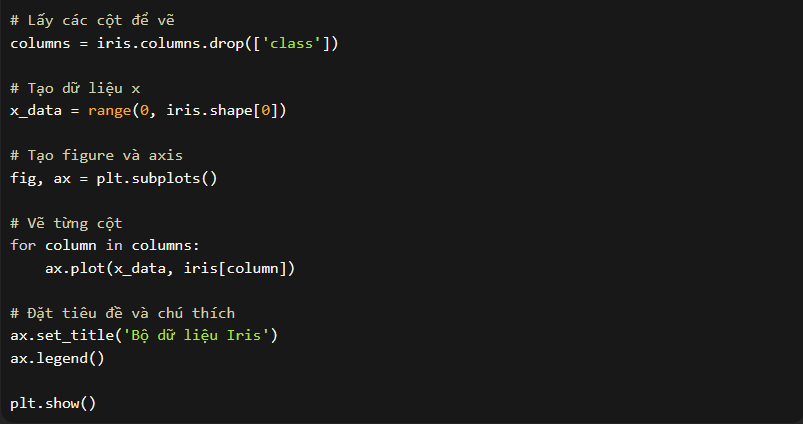 # Lấy các cột để vẽ
columns = iris.columns.drop(['class'])
# Tạo dữ liệu x
x_data = range(0, iris.shape[0])
# Tạo figure và axis
fig, ax = plt.subplots()
# Vẽ từng cột
for column in columns:
    ax.plot(x_data, iris[column])
# Đặt tiêu đề và chú thích
ax.set_title('Bộ dữ liệu Iris')
ax.legend()
plt.show()